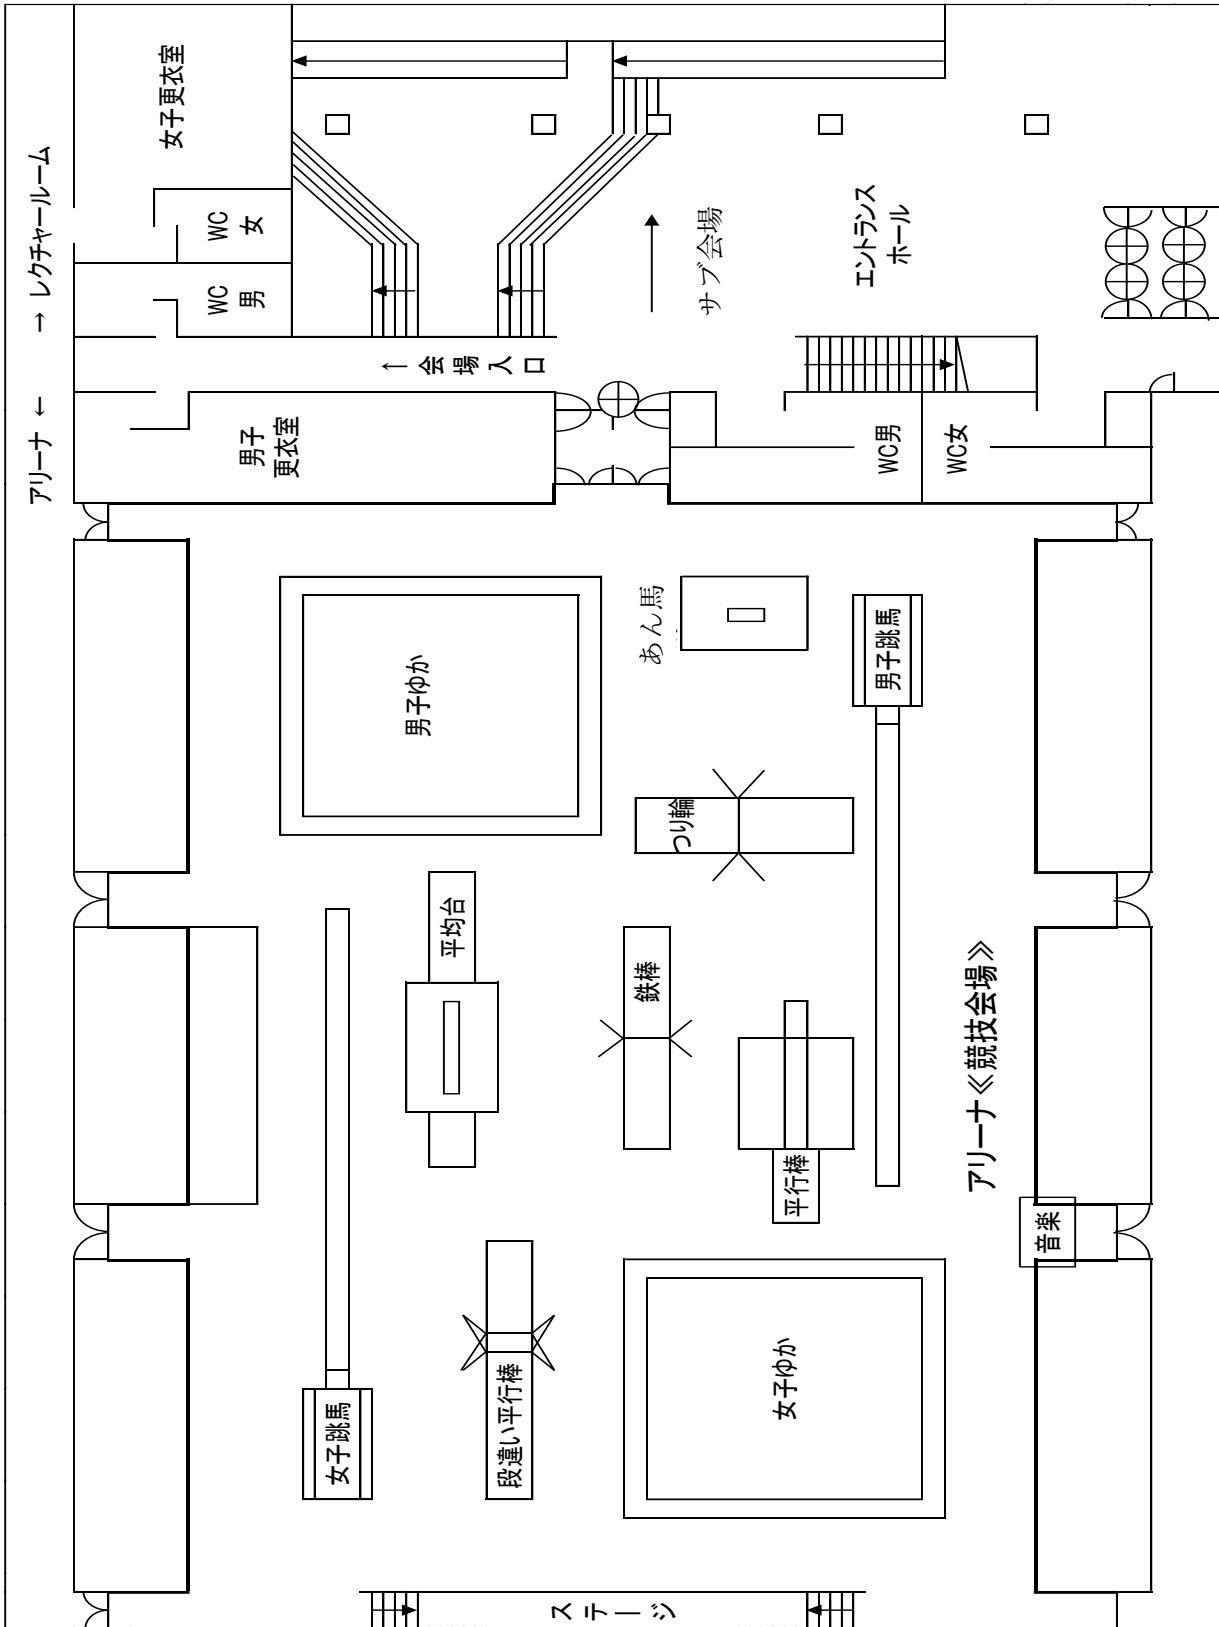 アリーナ ← → レクチャールーム
女子更衣室
WC
女
WC
男
男子
更衣室
↑会場入口
サブ会場
エントランス
ホール
WC男
WC女
男子ゆか
あん馬
男子跳馬
つり輪
平均台
鉄棒
平行棒
アリーナ≪競技会場≫
音楽
女子跳馬
段違い平行棒
女子ゆか
ステージ